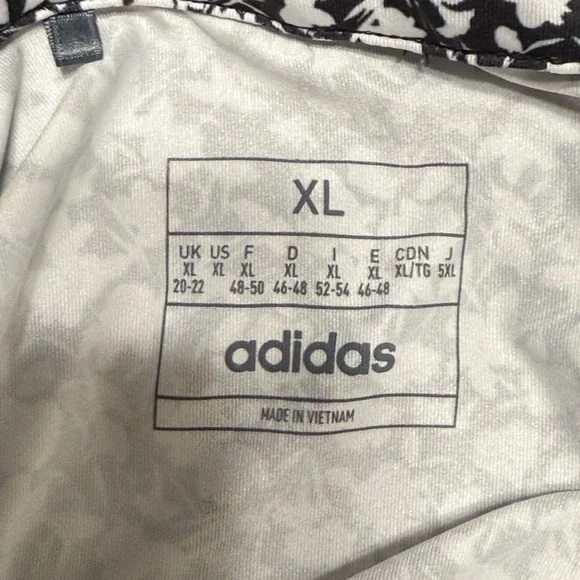 XL
UK US F D I E CDN J
XL XL XL XL XL XL XL/TG 5XL
20-22 48-50 46-48 52-54 46-48
adidas
MADE IN VIETNAM